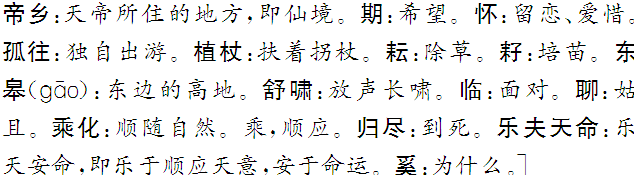 帝乡:天帝所住的地方,即仙境。期:希望。怀:留恋、爱惜。
孤往:独自出游。植杖:扶着拐杖。耘:除草。耔:培苗。东
皋(gāo):东边的高地。舒啸:放声长啸。临:面对。聊:姑
且。乘化:顺随自然。乘,顺应。归尽:到死。乐夫天命:乐
天安命,即乐于顺应天意,安于命运。奚:为什么。]